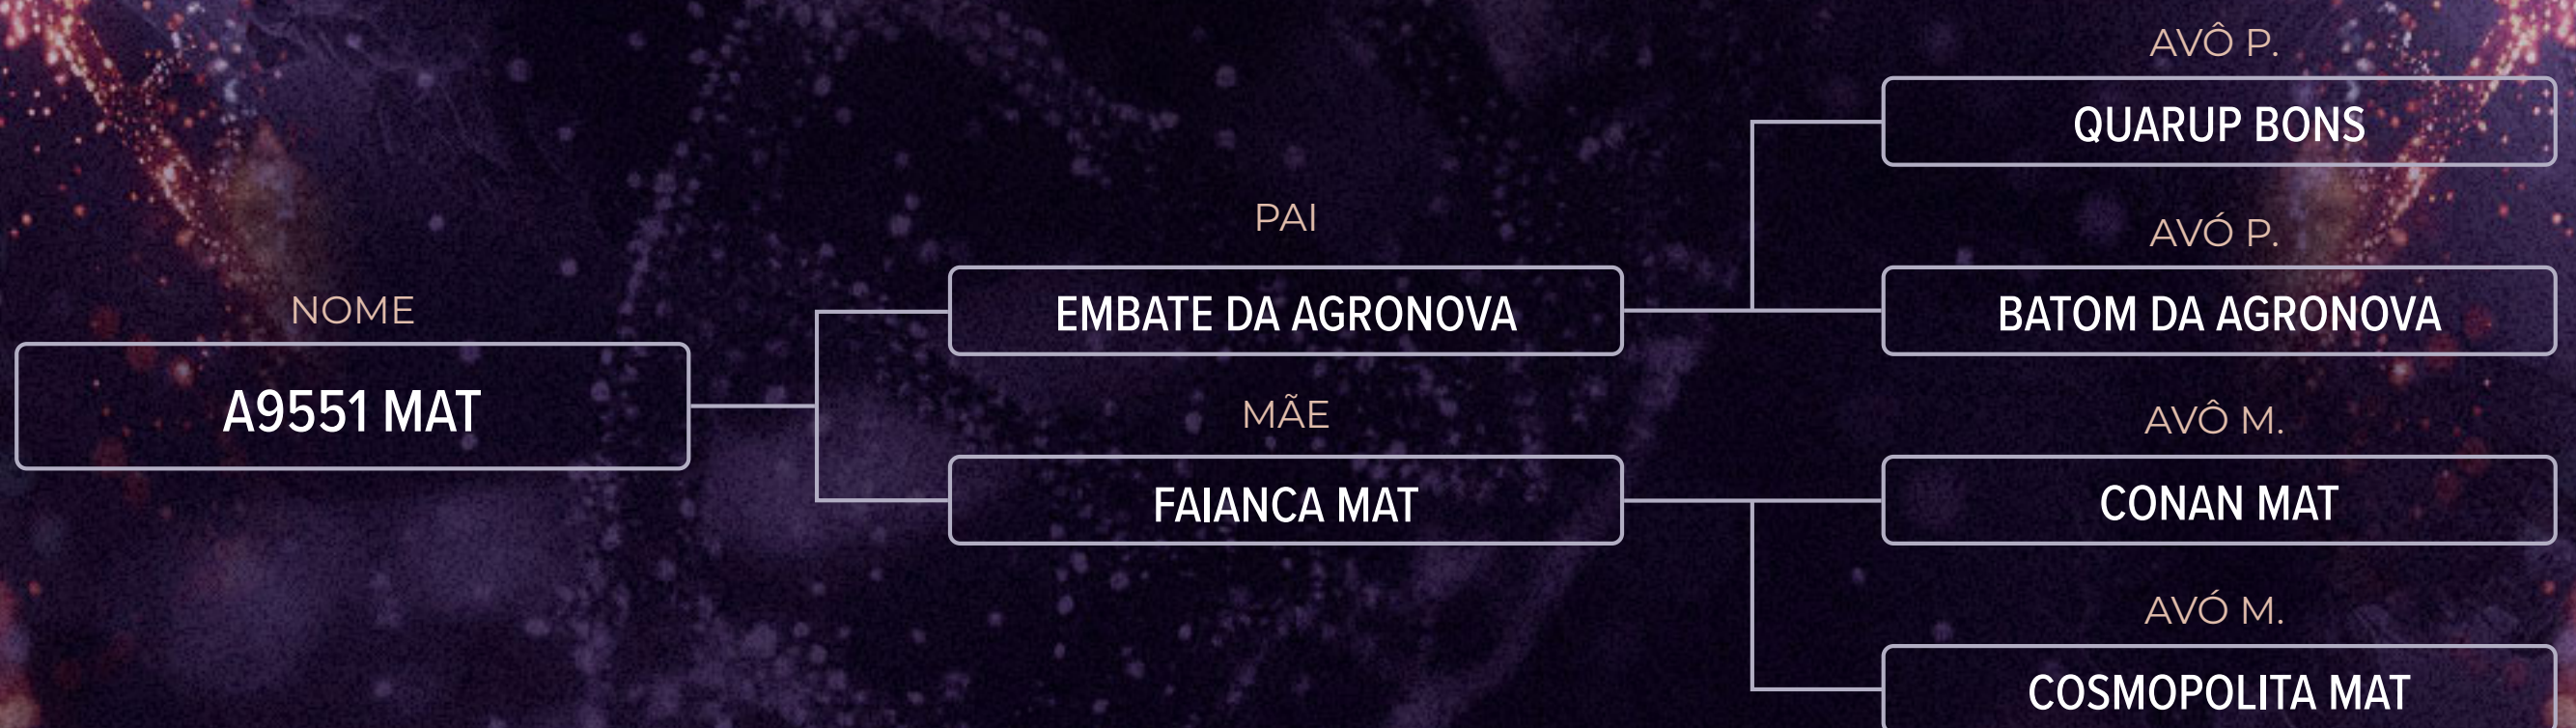 NOME
A9551 MAT
PAI
EMBATE DA AGRONOVA
MÃE
FAIANCA MAT
AVÔ P.
QUARUP BONS
AVÓ P.
BATOM DA AGRONOVA
AVÔ M.
CONAN MAT
AVÓ M.
COSMOPOLITA MAT